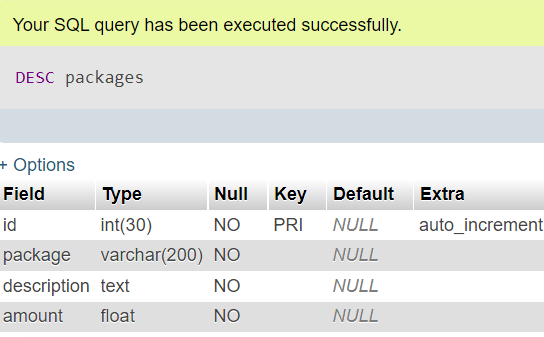 Your SQL query has been executed successfully.
DESC packages
+ Options
Field Type Null Key Default Extra
id int(30) NO PRI NULL auto_increment
package varchar(200) NO NULL
description text NO NULL
amount float NO NULL